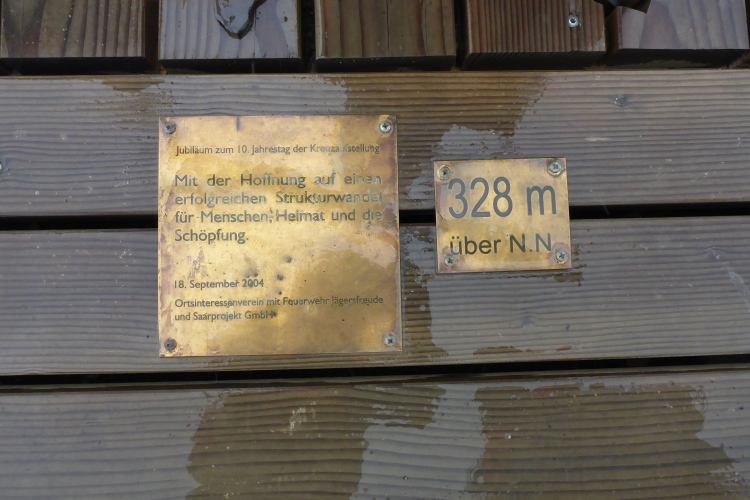 Jubiläum zum 10. Jahrestag der Kreuzaufstellung
Mit der Hoffnung auf einen
erfolgreichen Strukturwandel
für Menschen, Heimat und die
Schöpfung.
18. September 2004
Ortsinteressenverein mit Feuerwehr Jägersfreude
und Saarprojekt GmbH
328 m
über N.N.